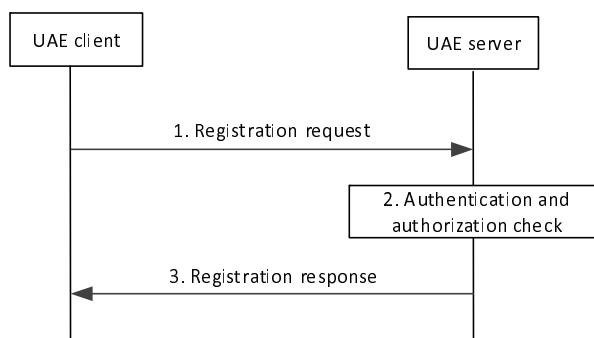 UAE client
UAE server
1. Registration request
2. Authentication and
authorization check
3. Registration response